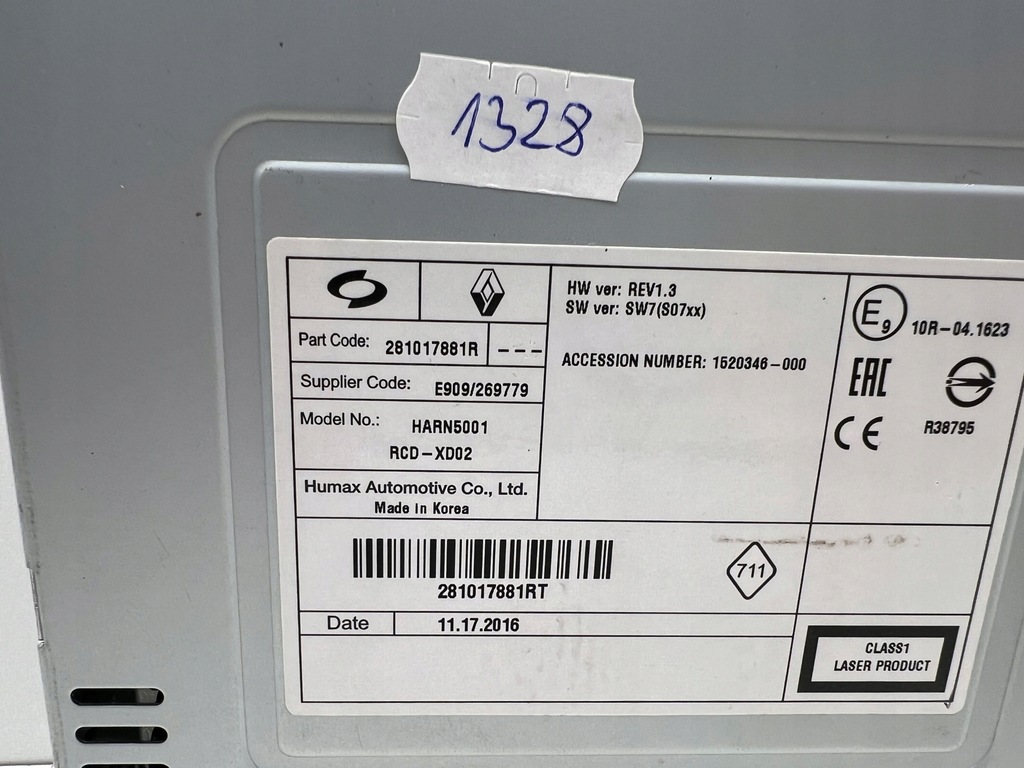 1328
Part Code: 281017881R ---
Supplier Code: E909/269779
Model No.: HARN5001
RCD-XD02
Humax Automotive Co., Ltd.
Made in Korea
HW ver: REV1.3
SW ver: SW7(S07xx)
ACCESSION NUMBER: 1520346-000
E9 10R-04.1623
EAC
CE R38795
281017881RT
711
Date 11.17.2016
CLASS1
LASER PRODUCT